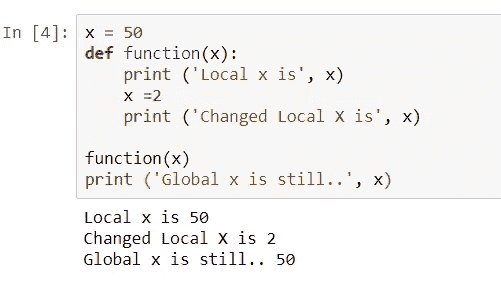 In [4]: x = 50
def function(x):
    print ('Local x is', x)
    x =2
    print ('Changed Local X is', x)

function(x)
print ('Global x is still..', x)

Local x is 50
Changed Local X is 2
Global x is still.. 50